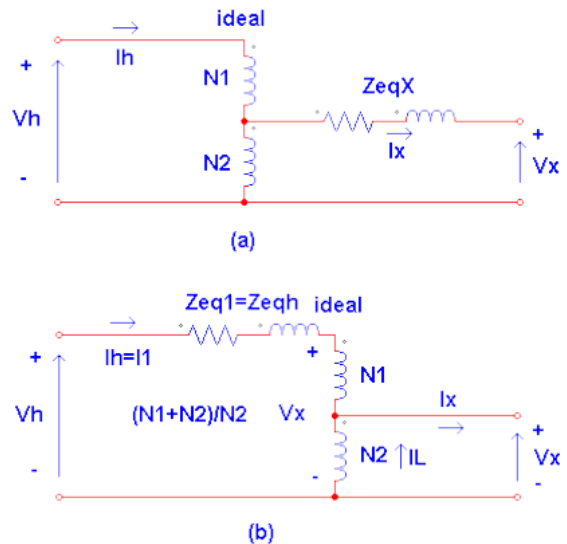 ideal
Ih
+
N1
ZeqX
Vh
Ix
+
N2
Vx
-
-
(a)
Zeq1=Zeqh
ideal
+
Ih=I1
+
N1
Vh
(N1+N2)/N2
Vx
Ix
+
N2
IL
Vx
-
-
-
(b)